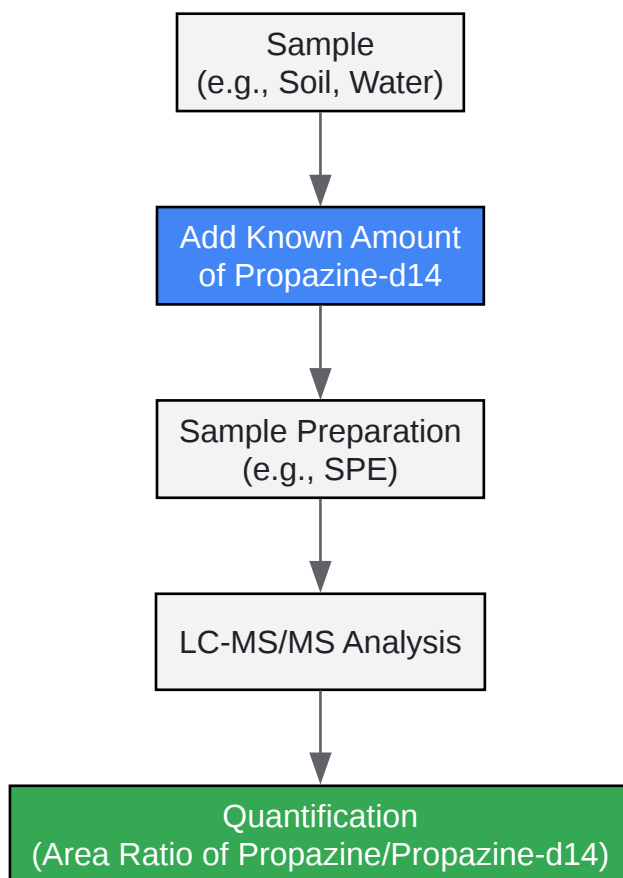 Sample
(e.g., Soil, Water)
Add Known Amount
of Propazine-d14
Sample Preparation
(e.g., SPE)
LC-MS/MS Analysis
Quantification
(Area Ratio of Propazine/Propazine-d14)